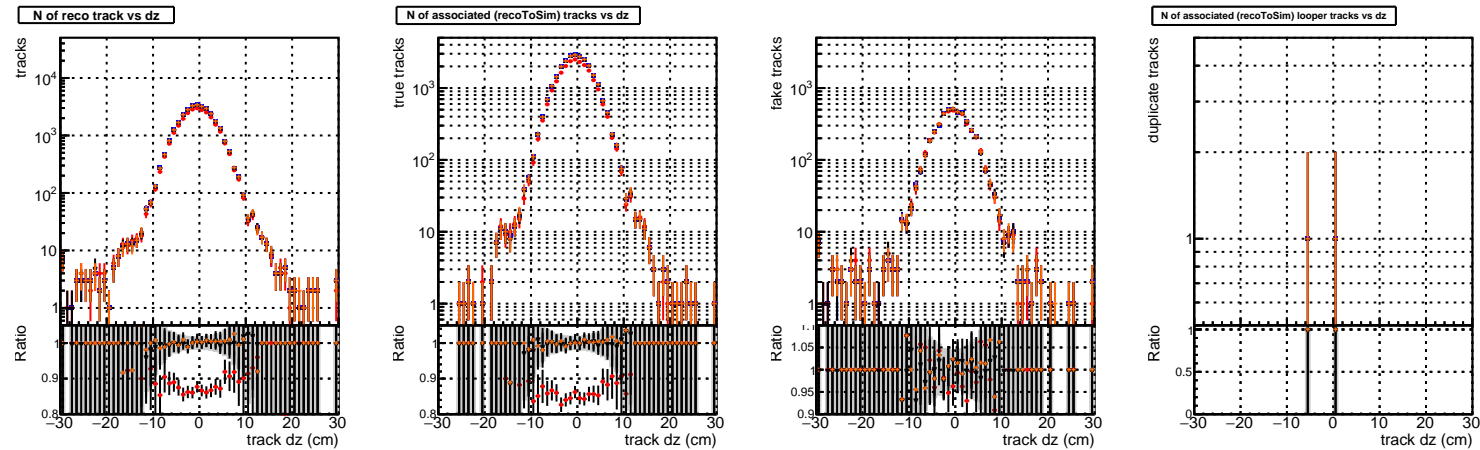 N of reco track vs dz
tracks
10⁴
10³
10²
10
1
Ratio
1
0.9
0.8
−30 −20 −10 0 10 20 30
track dz (cm)
N of associated (recoToSim) tracks vs dz
true tracks
10³
10²
10
1
Ratio
1
0.9
0.8
−30 −20 −10 0 10 20 30
track dz (cm)
fake tracks
10³
10²
10
1
Ratio
1.05
1
0.95
0.9
−30 −20 −10 0 10 20 30
track dz (cm)
N of associated (recoToSim) looper tracks vs dz
duplicate tracks
1
Ratio
1
0.5
0
−30 −20 −10 0 10 20 30
track dz (cm)